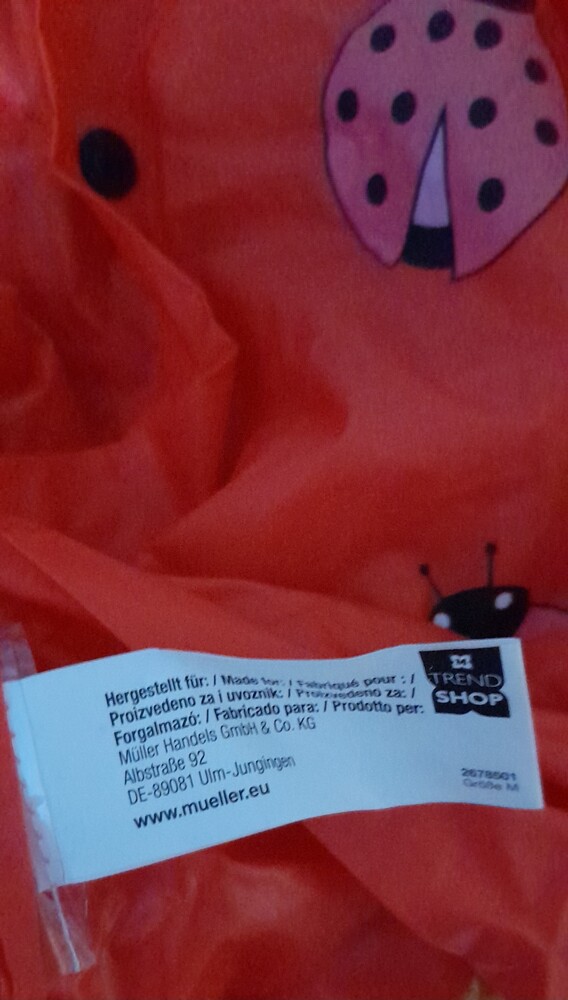 Hergestellt für: / Made for: / Fabriqué pour : /
Proizvedeno za i uvoznik: / Proizvedeno za: /
Forgalmazó: / Fabricado para: / Prodotto per:
Müller Handels GmbH & Co. KG
Albstraße 92
DE-89081 Ulm-Jungingen
www.mueller.eu
M
TREND
SHOP
2678501
Größe M